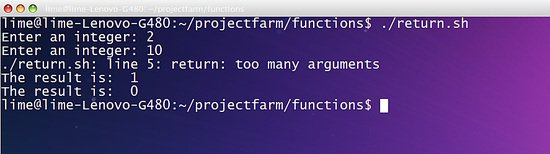 lime@lime-Lenovo-G480: ~/projectfarm/functions
lime@lime-Lenovo-G480:~/projectfarm/functions$ ./return.sh
Enter an integer: 2
Enter an integer: 10
./return.sh: line 5: return: too many arguments
The result is:  1
The result is:  0
lime@lime-Lenovo-G480:~/projectfarm/functions$